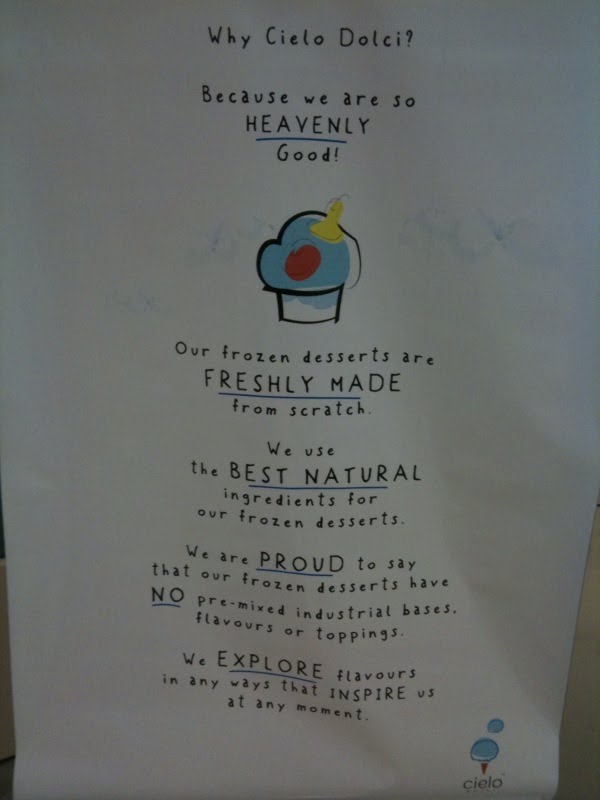 Why Cielo Dolci?
Because we are so
HEAVENLY
Good!
Our frozen desserts are
FRESHLY MADE
from scratch.
We use
the BEST NATURAL
ingredients for
our frozen desserts.
We are PROUD to say
that our frozen desserts have
NO pre-mixed industrial bases,
flavours or toppings.
We EXPLORE flavours
in any ways that INSPIRE us
at any moment.
cielo